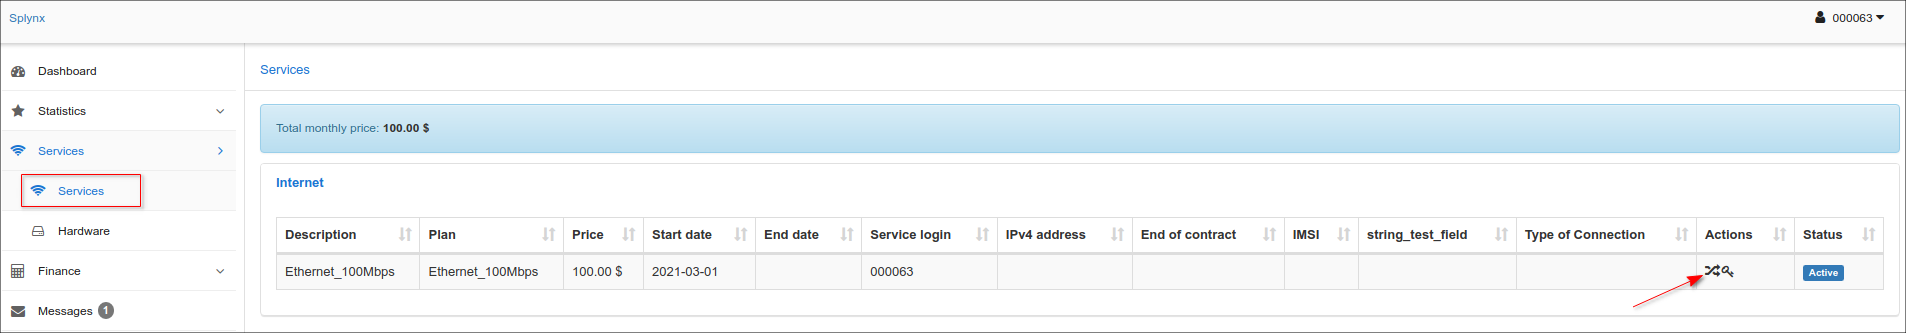 Splynx
000063
Dashboard
Statistics
Services
Services
Hardware
Finance
Messages 1
Services
Total monthly price: 100.00 $
Internet
Description Plan Price Start date End date Service login IPv4 address End of contract IMSI string_test_field Type of Connection Actions Status
Ethernet_100Mbps Ethernet_100Mbps 100.00 $ 2021-03-01 000063 Active